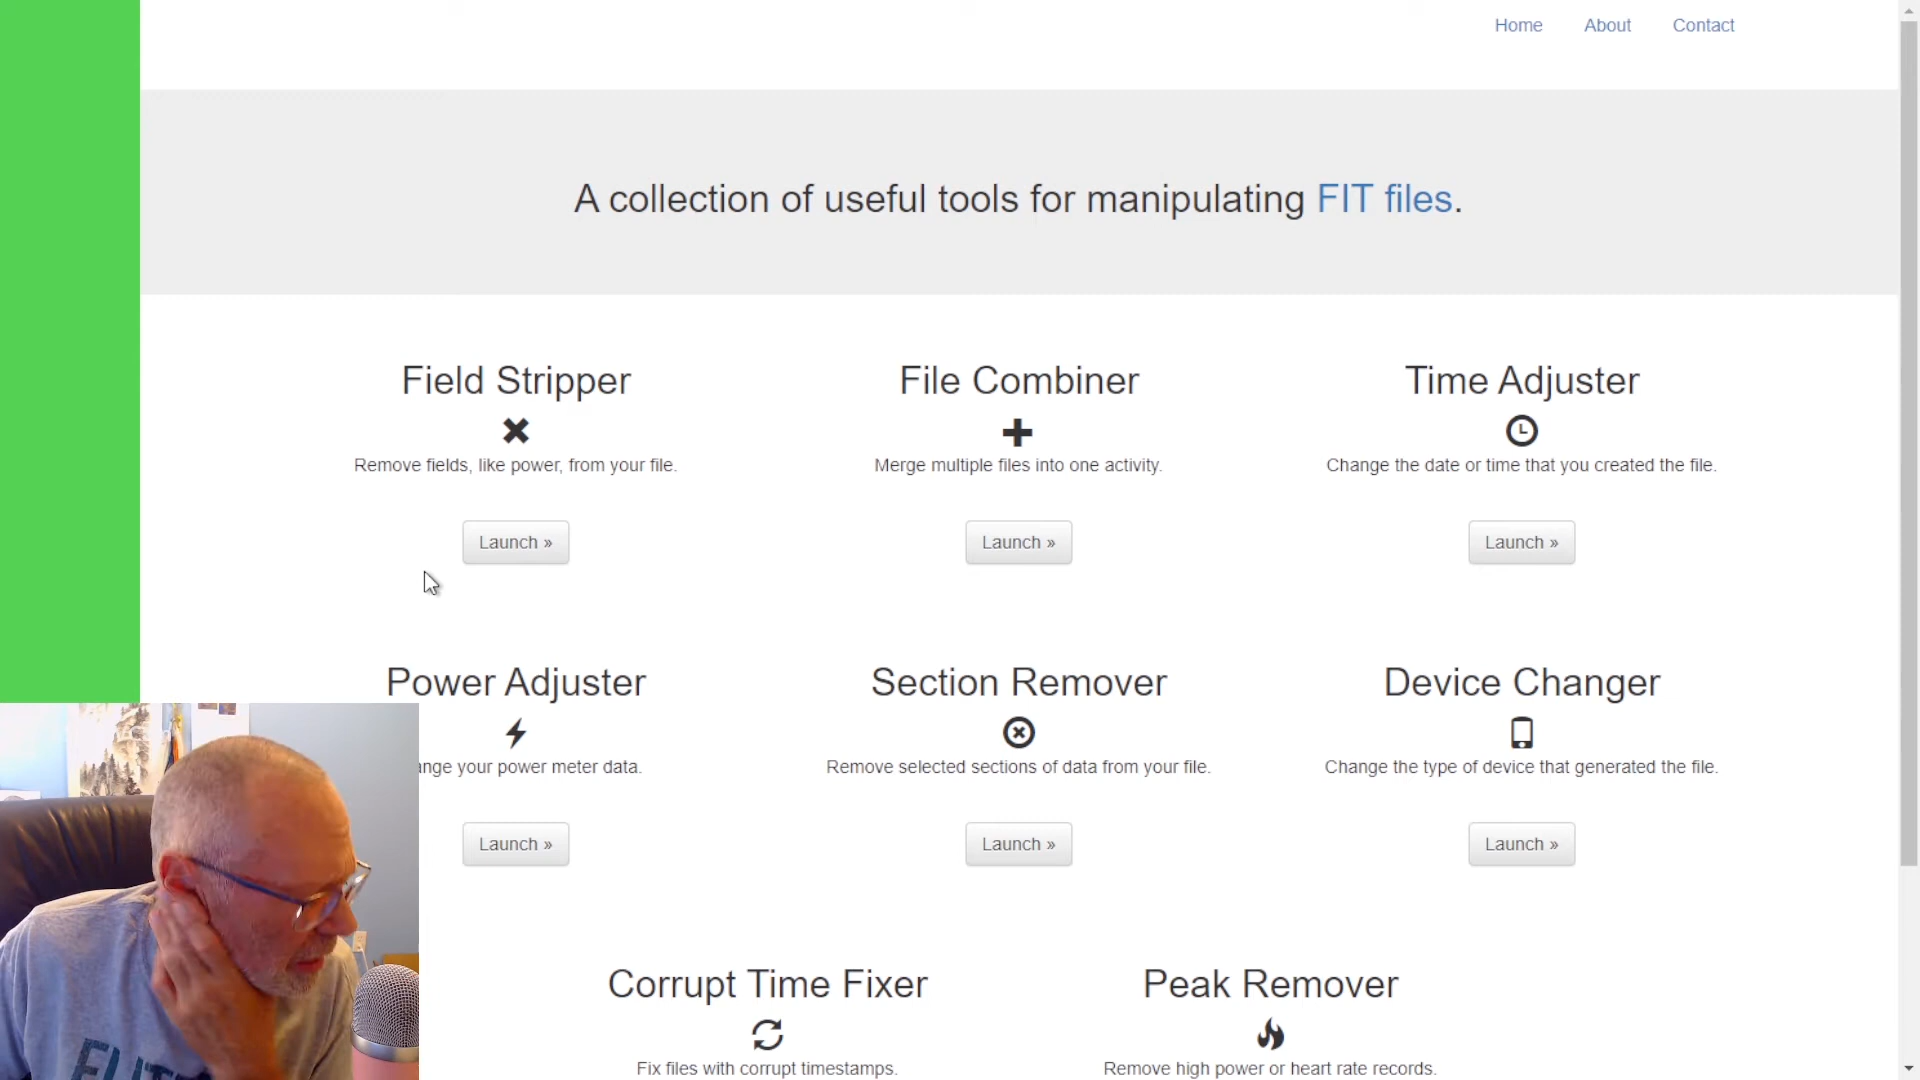 Home About Contact
A collection of useful tools for manipulating FIT files.
Field Stripper
Remove fields, like power, from your file.
Launch »
File Combiner
Merge multiple files into one activity.
Launch »
Time Adjuster
Change the date or time that you created the file.
Launch »
Power Adjuster
nge your power meter data.
Launch »
Section Remover
Remove selected sections of data from your file.
Launch »
Device Changer
Change the type of device that generated the file.
Launch »
Corrupt Time Fixer
Fix files with corrupt timestamps.
Peak Remover
Remove high power or heart rate records.